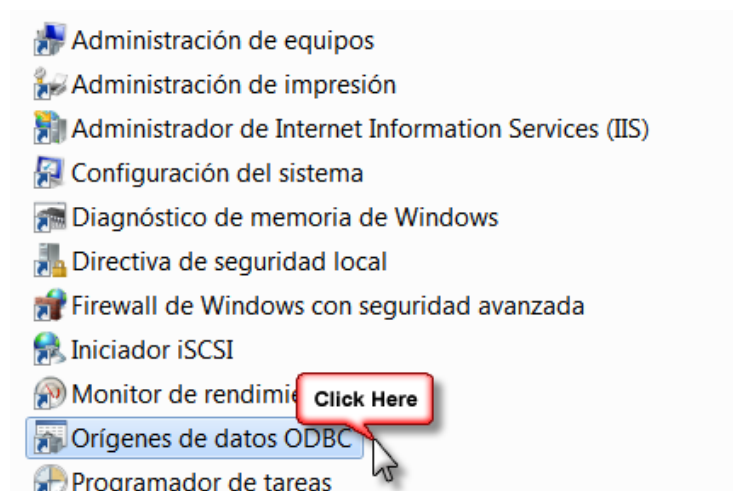 Administración de equipos
Administración de impresión
Administrador de Internet Information Services (IIS)
Configuración del sistema
Diagnóstico de memoria de Windows
Directiva de seguridad local
Firewall de Windows con seguridad avanzada
Iniciador iSCSI
Monitor de rendimie
Click Here
Orígenes de datos ODBC
Programador de tareas